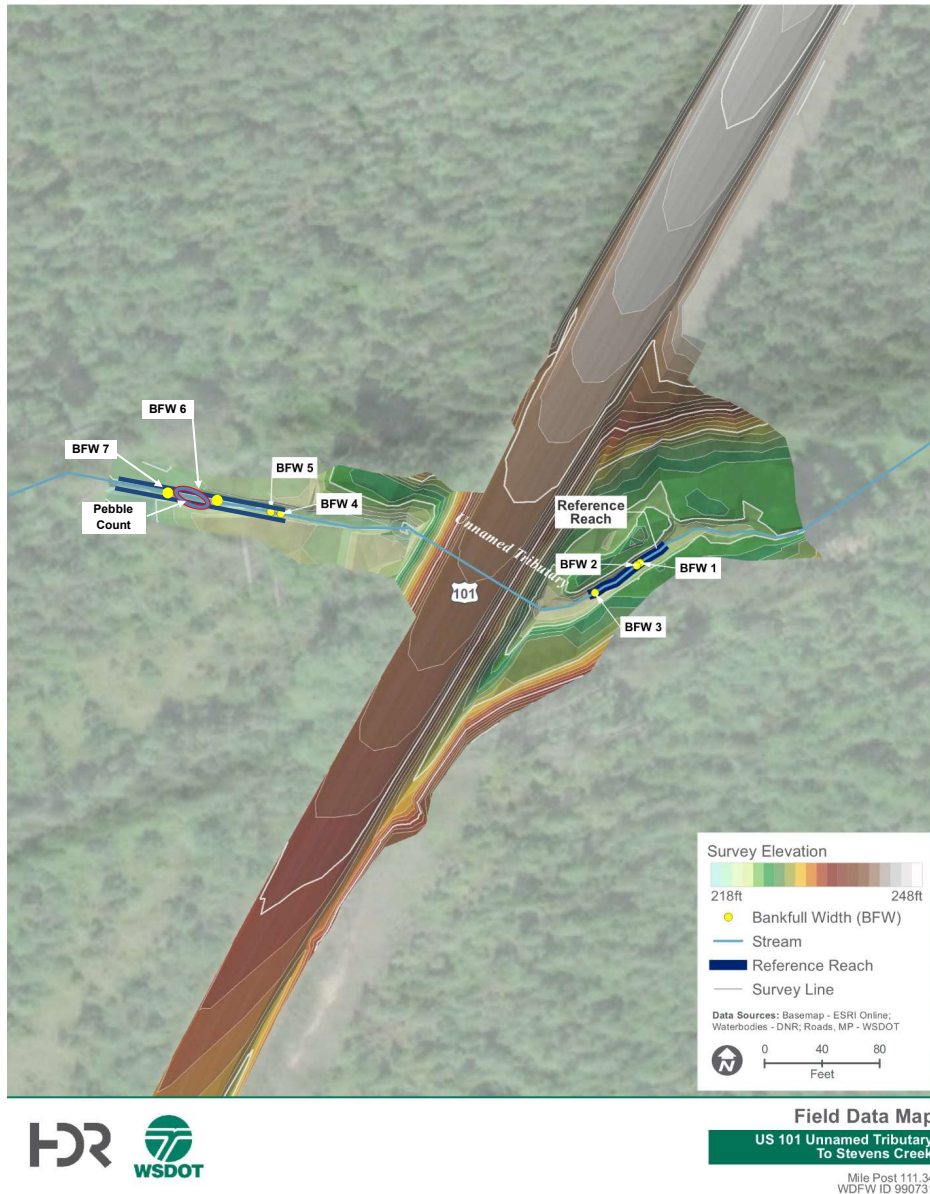 BFW 6
BFW 7
BFW 5
BFW 4
Pebble
Count
Reference
Reach
Unnamed Tributary
BFW 2
BFW 1
101
BFW 3
Survey Elevation
218ft
248ft
Bankfull Width (BFW)
Stream
Reference Reach
Survey Line
Data Sources: Basemap - ESRI Online;
Waterbodies - DNR; Roads, MP - WSDOT
N
0 40 80
Feet
HDR
WSDOT
Field Data Map
US 101 Unnamed Tributary
To Stevens Creek
Mile Post 111.34
WDFW ID